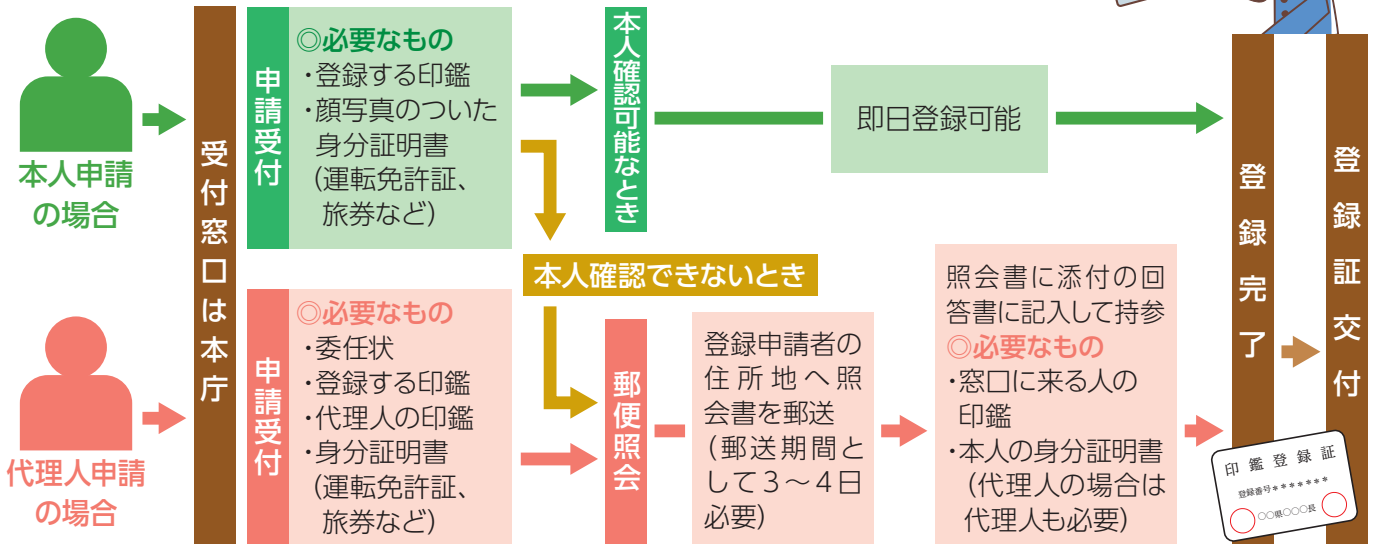 本人申請
の場合
代理人申請
の場合
受付窓口は本庁
申請受付
◎必要なもの
・登録する印鑑
・顔写真のついた
身分証明書
(運転免許証、
旅券など)
本人確認可能なとき
即日登録可能
本人確認できないとき
申請受付
◎必要なもの
・委任状
・登録する印鑑
・代理人の印鑑
・身分証明書
(運転免許証、
旅券など)
郵便照会
登録申請者の
住所地へ照
会書を郵送
(郵送期間と
して3〜4日
必要)
照会書に添付の回
答書に記入して持参
◎必要なもの
・窓口に来る人の
印鑑
・本人の身分証明書
(代理人の場合は
代理人も必要)
登録完了
登録証交付
印鑑登録証
登録番号*******
○○県○○○長